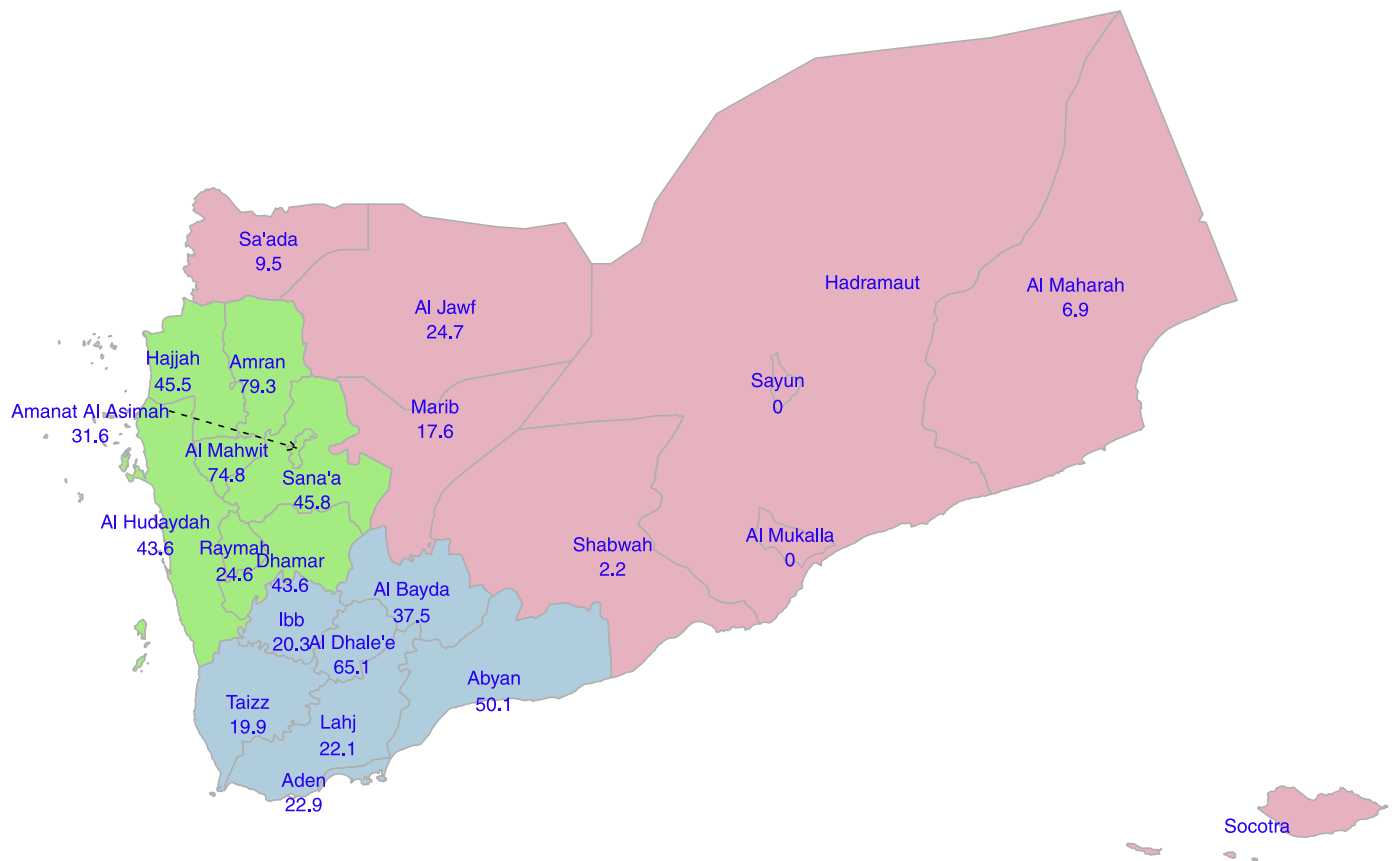 Sa'ada
9.5
Hadramaut
Al Maharah
6.9
Al Jawf
24.7
Hajjah
45.5
Amran
79.3
Sayun
0
Marib
17.6
Amanat Al Asimah
31.6
Al Mahwit
74.8
Sana'a
45.8
Al Hudaydah
43.6
Raymah
24.6
Dhamar
43.6
Shabwah
2.2
Al Mukalla
0
Al Bayda
37.5
Ibb
20.3
Al Dhale'e
65.1
Abyan
50.1
Taizz
19.9
Lahj
22.1
Aden
22.9
Socotra